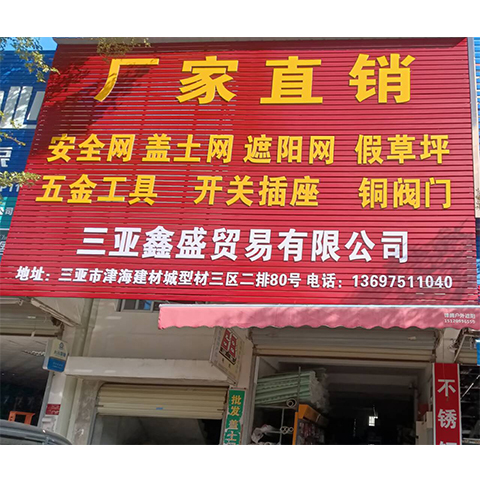 厂家直销
安全网 盖土网 遮阳网 假草坪
五金工具 开关插座 铜阀门
三亚鑫盛贸易有限公司
地址：三亚市津海建材城型材三区二排80号 电话：13697511040
批发盖土
不锈钢